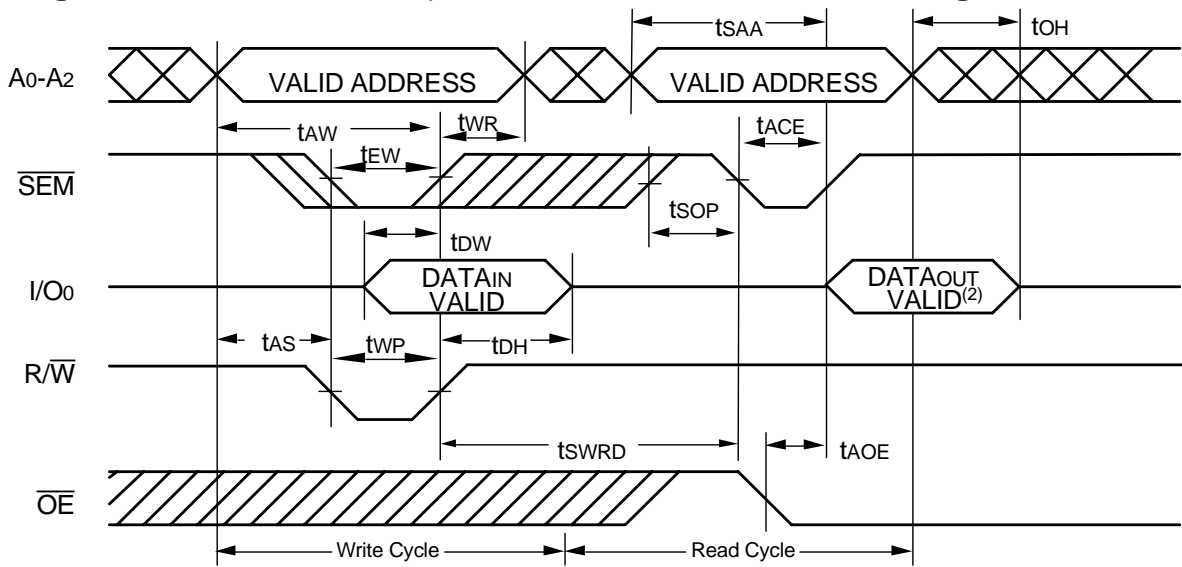 tSAA
tOH
A0-A2
VALID ADDRESS
VALID ADDRESS
tAW
tWR
tACE
tEW
SEM
tSOP
tDW
I/O0
DATAIN
VALID
DATAOUT
VALID(2)
tAS
tWP
tDH
R/W
tSWRD
tAOE
OE
Write Cycle
Read Cycle